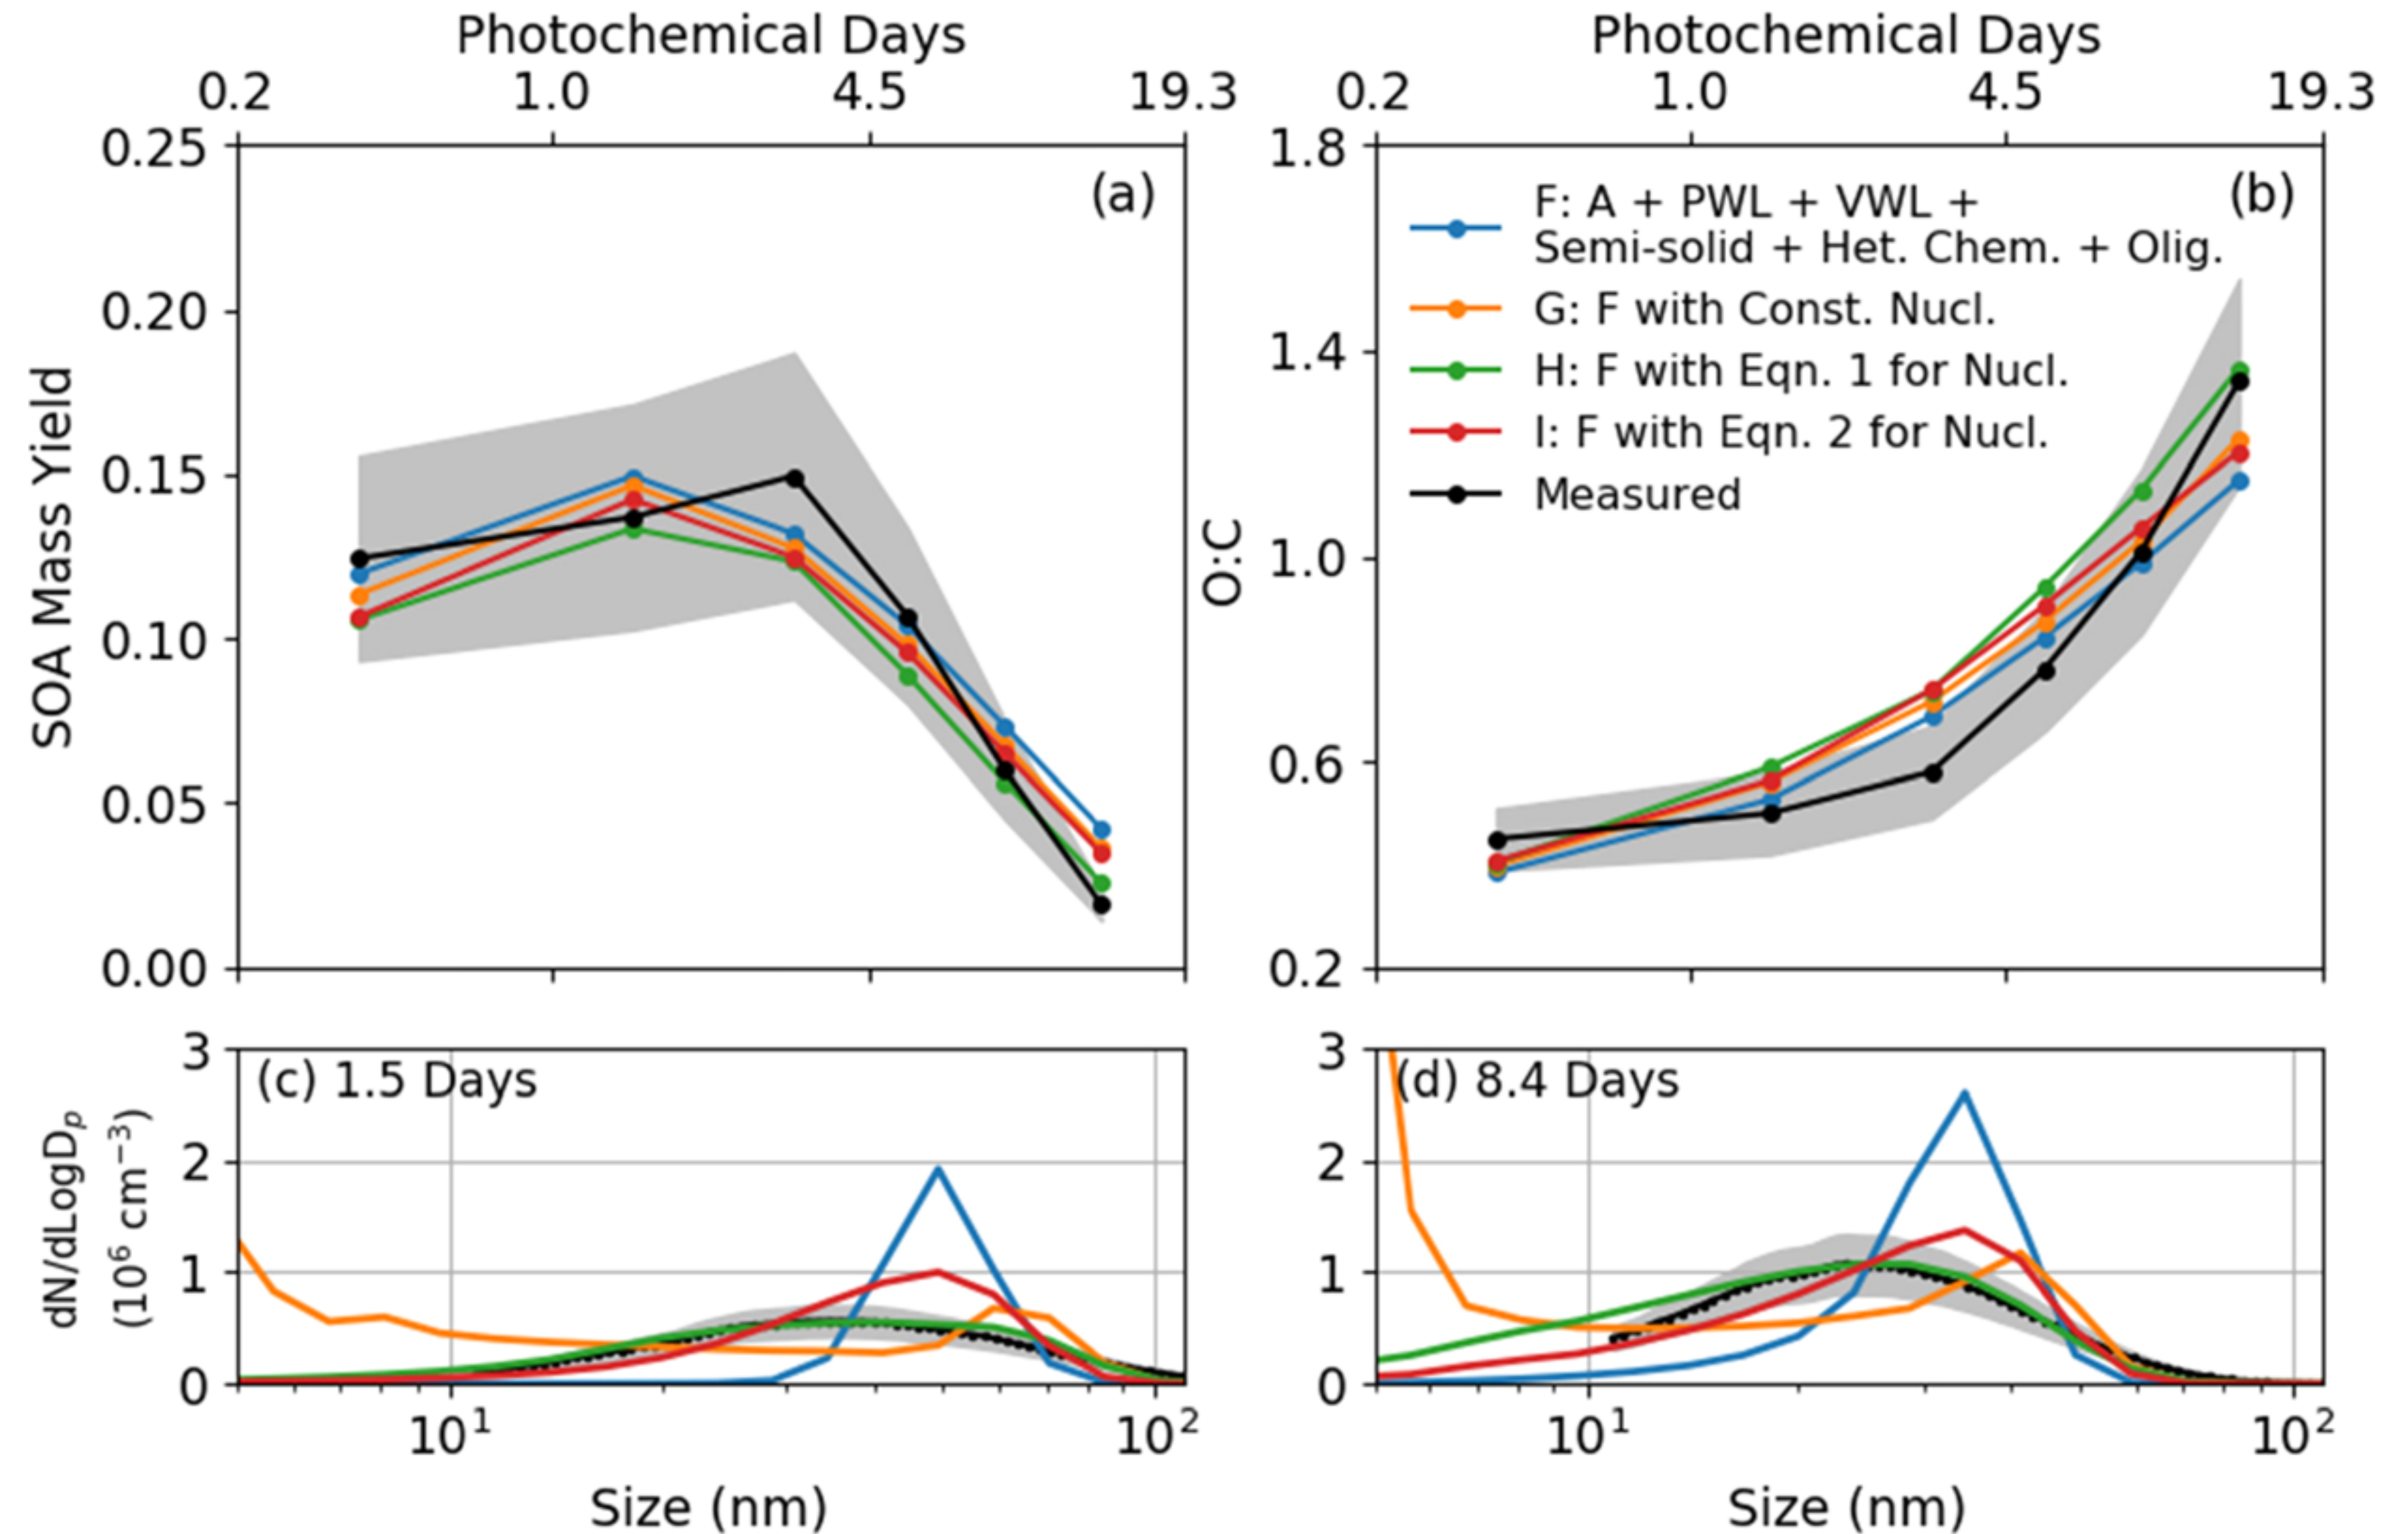 Photochemical Days
0.2 1.0 4.5 19.3
0.25
0.20
0.15
0.10
0.05
0.00
SOA Mass Yield
(a)
Photochemical Days
0.2 1.0 4.5 19.3
1.8
1.4
1.0
0.6
0.2
O:C
(b)
F: A + PWL + VWL +
Semi-solid + Het. Chem. + Olig.
G: F with Const. Nucl.
H: F with Eqn. 1 for Nucl.
I: F with Eqn. 2 for Nucl.
Measured
3
2
1
0
dN/dLogDₚ
(10⁶ cm⁻³)
(c) 1.5 Days
10¹ 10²
Size (nm)
3
2
1
0
(d) 8.4 Days
10¹ 10²
Size (nm)